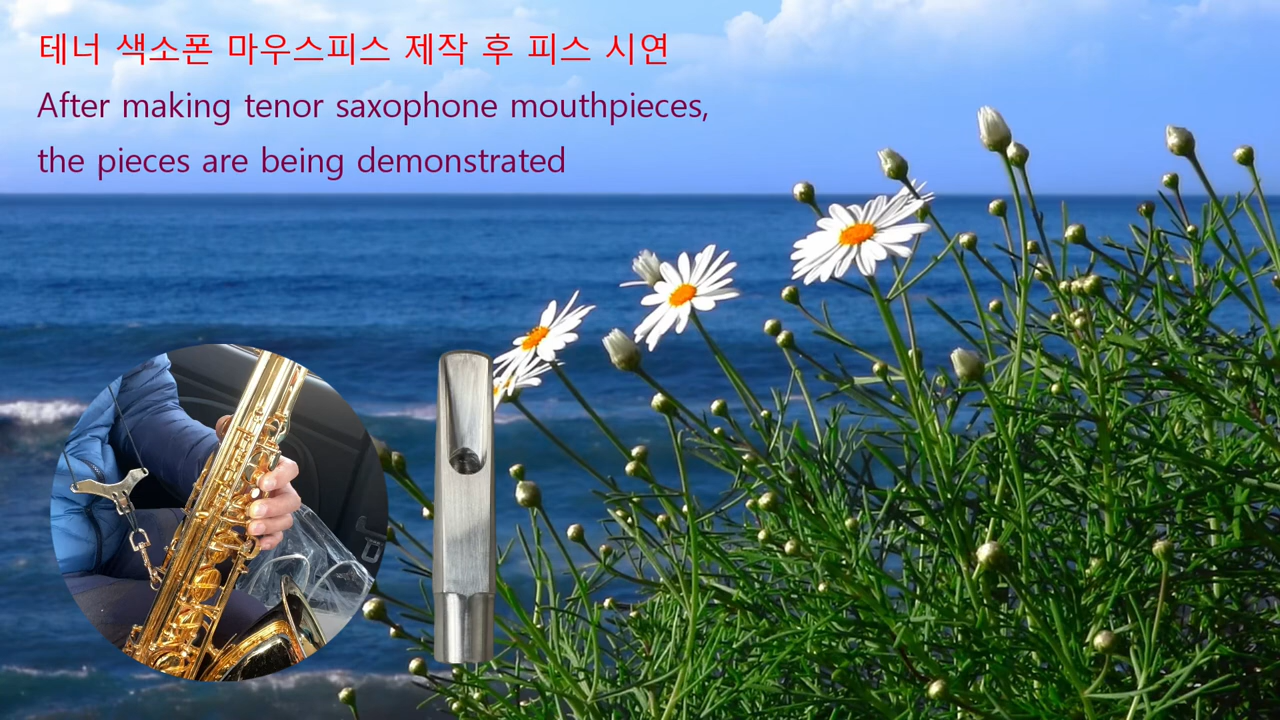 테너 색소폰 마우스피스 제작 후 피스 시연
After making tenor saxophone mouthpieces,
the pieces are being demonstrated